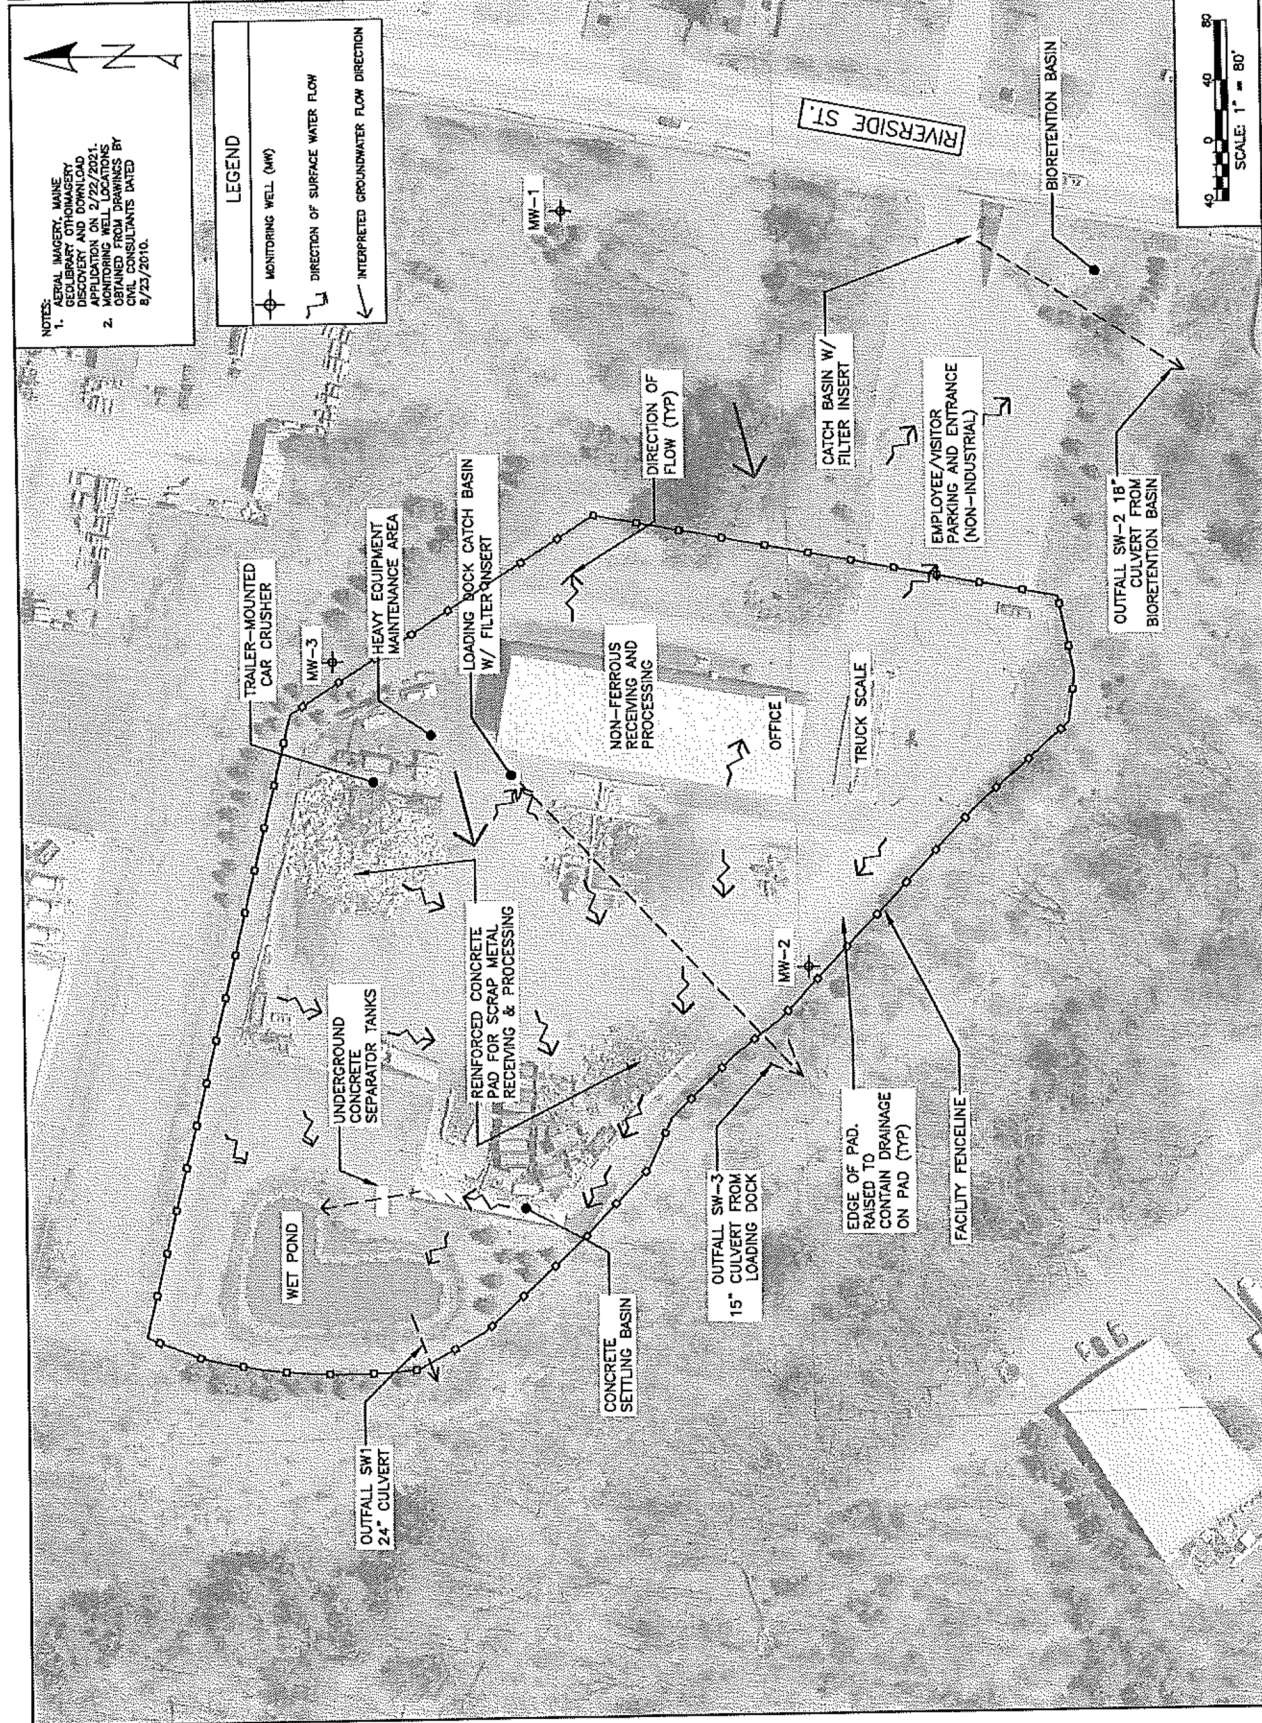 NOTES:
1. AERIAL IMAGERY, MAINE
GEOLIBRARY OTHOIMAGERY
DISCOVERY AND DOWNLOAD
APPLICATION ON 2/22/2021.
2. MONITORING WELL LOCATIONS
OBTAINED FROM DRAWINGS BY
CIVIL CONSULTANTS DATED
8/23/2010.
N
LEGEND
MONITORING WELL (MW)
DIRECTION OF SURFACE WATER FLOW
INTERPRETED GROUNDWATER FLOW DIRECTION
TRAILER-MOUNTED
CAR CRUSHER
MW-3
HEAVY EQUIPMENT
MAINTENANCE AREA
LOADING DOCK CATCH BASIN
W/ FILTER INSERT
MW-1
DIRECTION OF
FLOW (TYP)
RIVERSIDE ST.
UNDERGROUND
CONCRETE
SEPARATOR TANKS
WET POND
REINFORCED CONCRETE
PAD FOR SCRAP METAL
RECEIVING & PROCESSING
NON-FERROUS
RECEIVING AND
PROCESSING
OFFICE
TRUCK SCALE
CATCH BASIN W/
FILTER INSERT
EMPLOYEE/VISITOR
PARKING AND ENTRANCE
(NON-INDUSTRIAL)
BIORETENTION BASIN
OUTFALL SW1
24" CULVERT
CONCRETE
SETTLING BASIN
OUTFALL SW-3
15" CULVERT FROM
LOADING DOCK
MW-2
EDGE OF PAD.
RAISED TO
CONTAIN DRAINAGE
ON PAD (TYP)
FACILITY FENCELINE
OUTFALL SW-2 18"
CULVERT FROM
BIORETENTION BASIN
40 0 40 80
SCALE: 1" = 80'